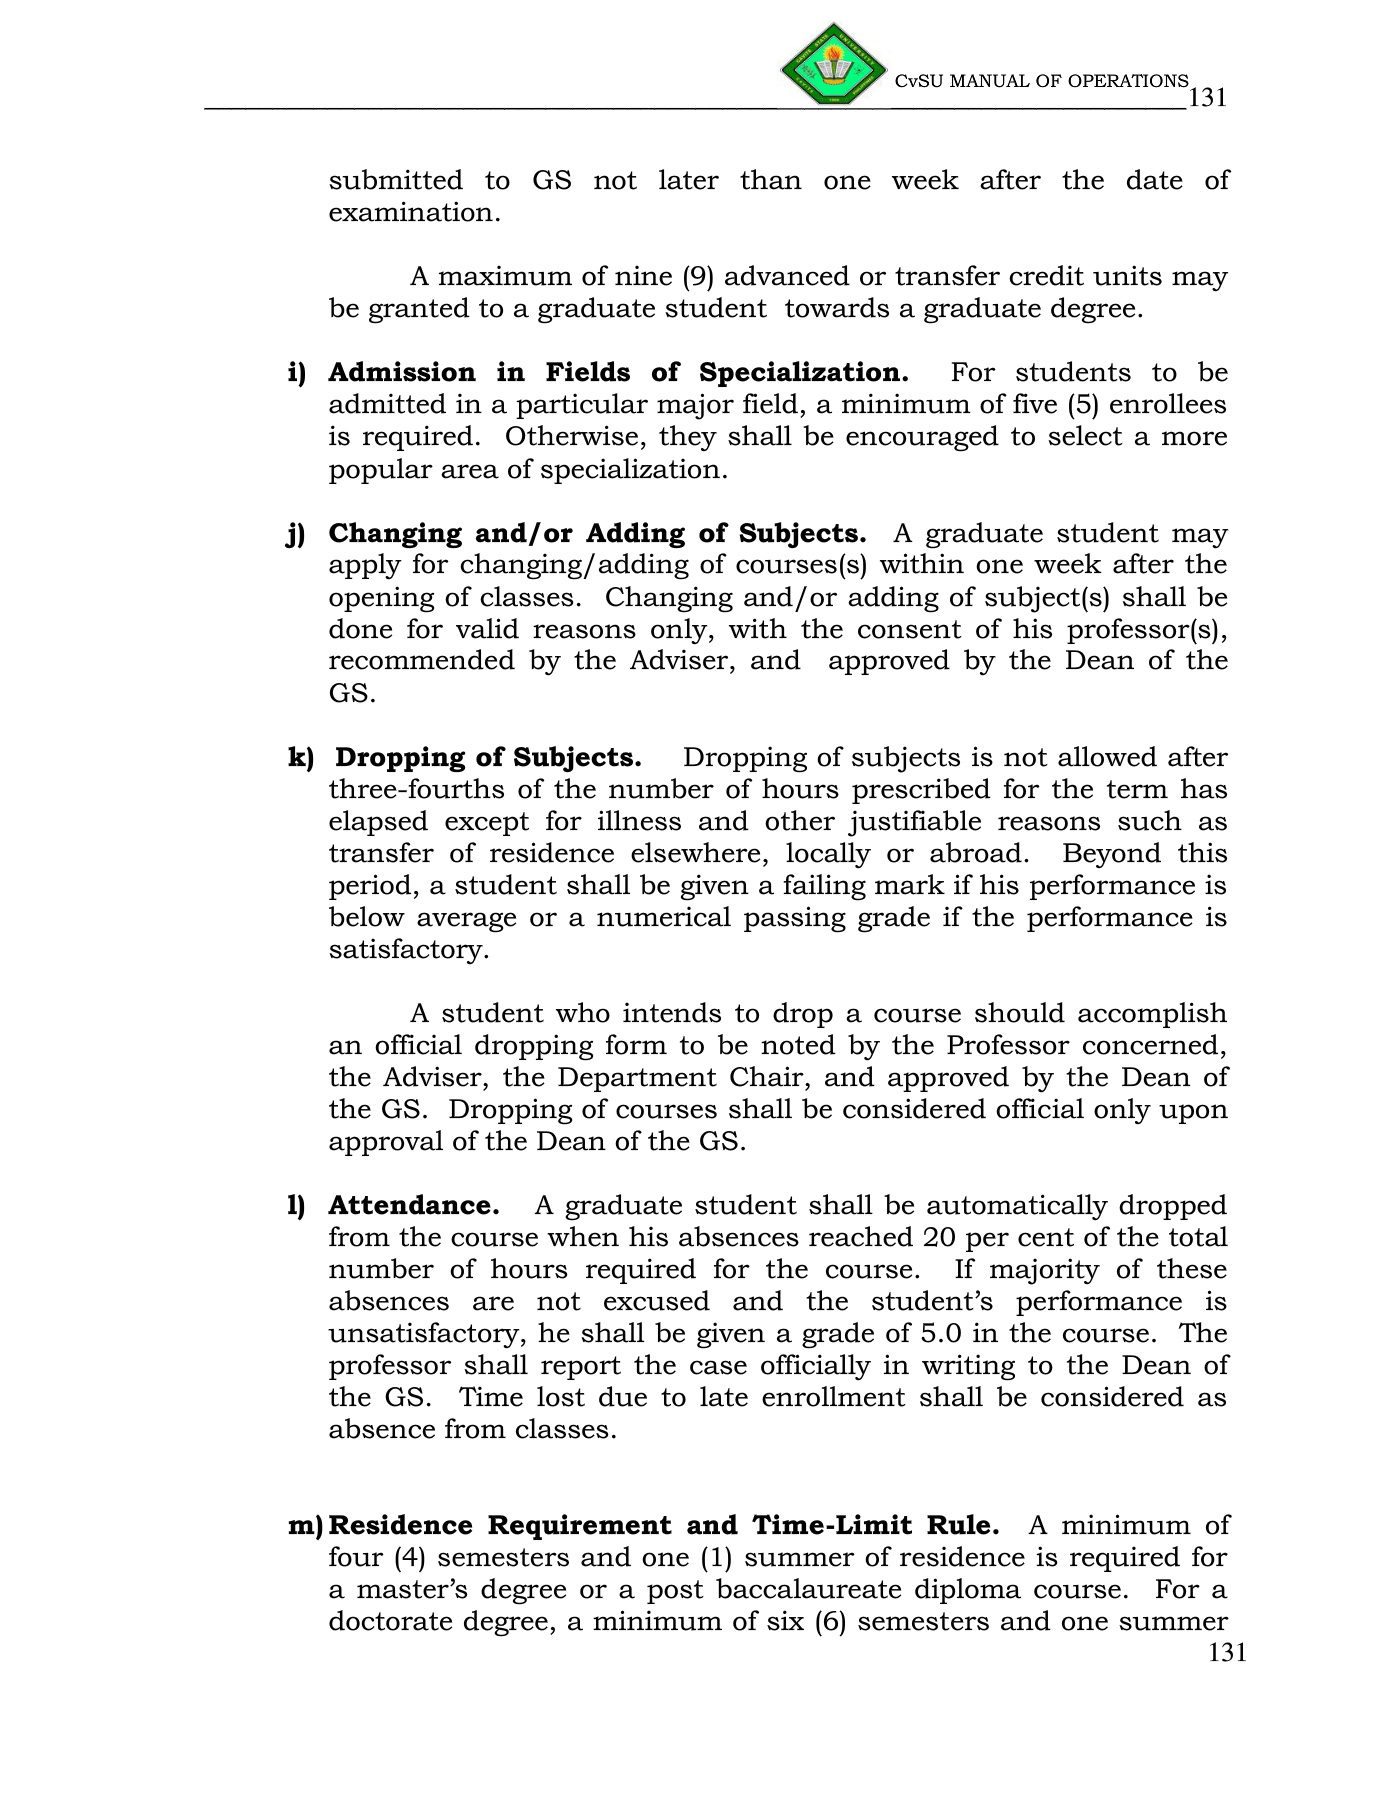 CvSU MANUAL OF OPERATIONS
131
submitted to GS not later than one week after the date of
examination.
A maximum of nine (9) advanced or transfer credit units may
be granted to a graduate student towards a graduate degree.
i) Admission in Fields of Specialization. For students to be
admitted in a particular major field, a minimum of five (5) enrollees
is required. Otherwise, they shall be encouraged to select a more
popular area of specialization.
j) Changing and/or Adding of Subjects. A graduate student may
apply for changing/adding of courses(s) within one week after the
opening of classes. Changing and/or adding of subject(s) shall be
done for valid reasons only, with the consent of his professor(s),
recommended by the Adviser, and approved by the Dean of the
GS.
k) Dropping of Subjects. Dropping of subjects is not allowed after
three-fourths of the number of hours prescribed for the term has
elapsed except for illness and other justifiable reasons such as
transfer of residence elsewhere, locally or abroad. Beyond this
period, a student shall be given a failing mark if his performance is
below average or a numerical passing grade if the performance is
satisfactory.
A student who intends to drop a course should accomplish
an official dropping form to be noted by the Professor concerned,
the Adviser, the Department Chair, and approved by the Dean of
the GS. Dropping of courses shall be considered official only upon
approval of the Dean of the GS.
l) Attendance. A graduate student shall be automatically dropped
from the course when his absences reached 20 per cent of the total
number of hours required for the course. If majority of these
absences are not excused and the student’s performance is
unsatisfactory, he shall be given a grade of 5.0 in the course. The
professor shall report the case officially in writing to the Dean of
the GS. Time lost due to late enrollment shall be considered as
absence from classes.
m) Residence Requirement and Time-Limit Rule. A minimum of
four (4) semesters and one (1) summer of residence is required for
a master’s degree or a post baccalaureate diploma course. For a
doctorate degree, a minimum of six (6) semesters and one summer
131